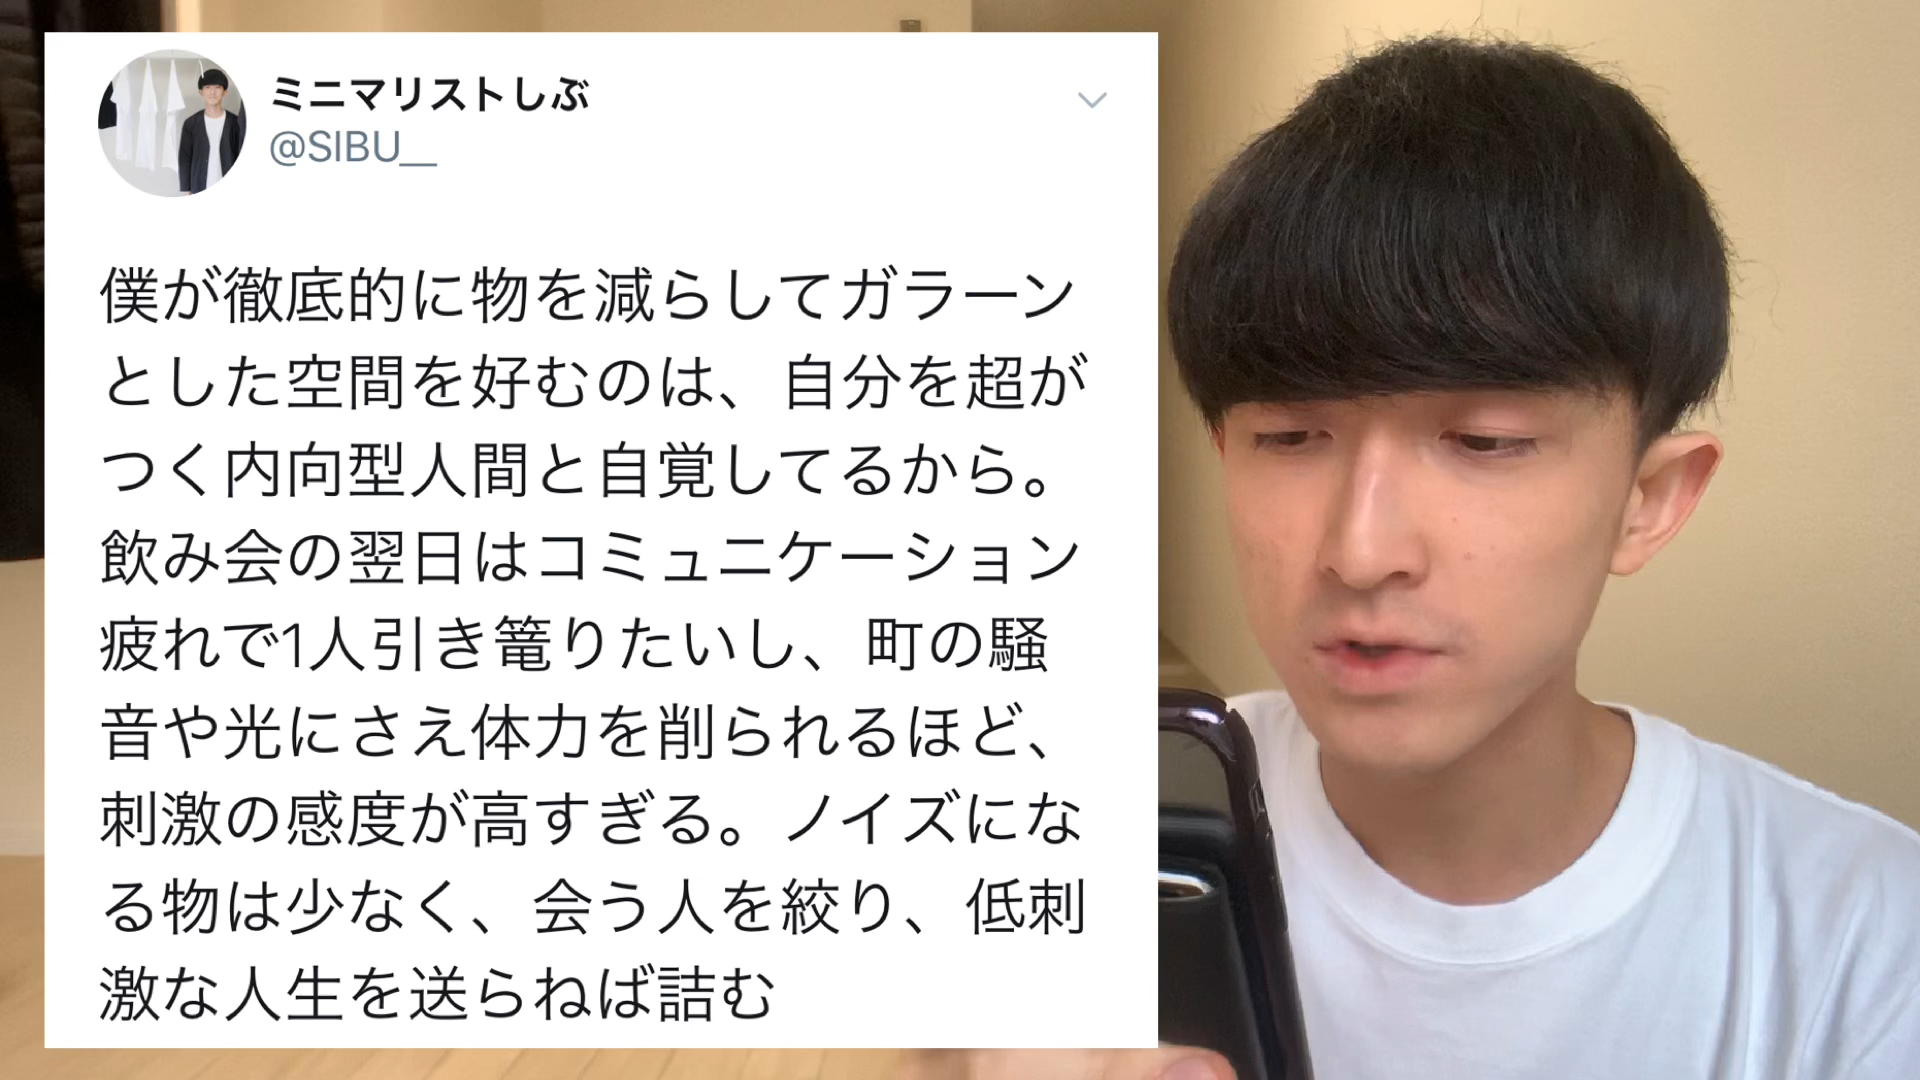 ミニマリストしぶ
@SIBU__
僕が徹底的に物を減らしてガラーン
とした空間を好むのは、自分を超が
つく内向型人間と自覚してるから。
飲み会の翌日はコミュニケーション
疲れで1人引き篭りたいし、町の騒
音や光にさえ体力を削られるほど、
刺激の感度が高すぎる。ノイズにな
る物は少なく、会う人を絞り、低刺
激な人生を送らねば詰む